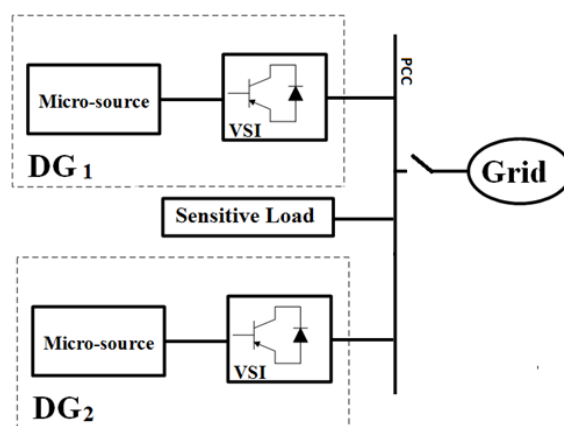 Micro-source
VSI
DG1
PCC
Grid
Sensitive Load
Micro-source
VSI
DG2